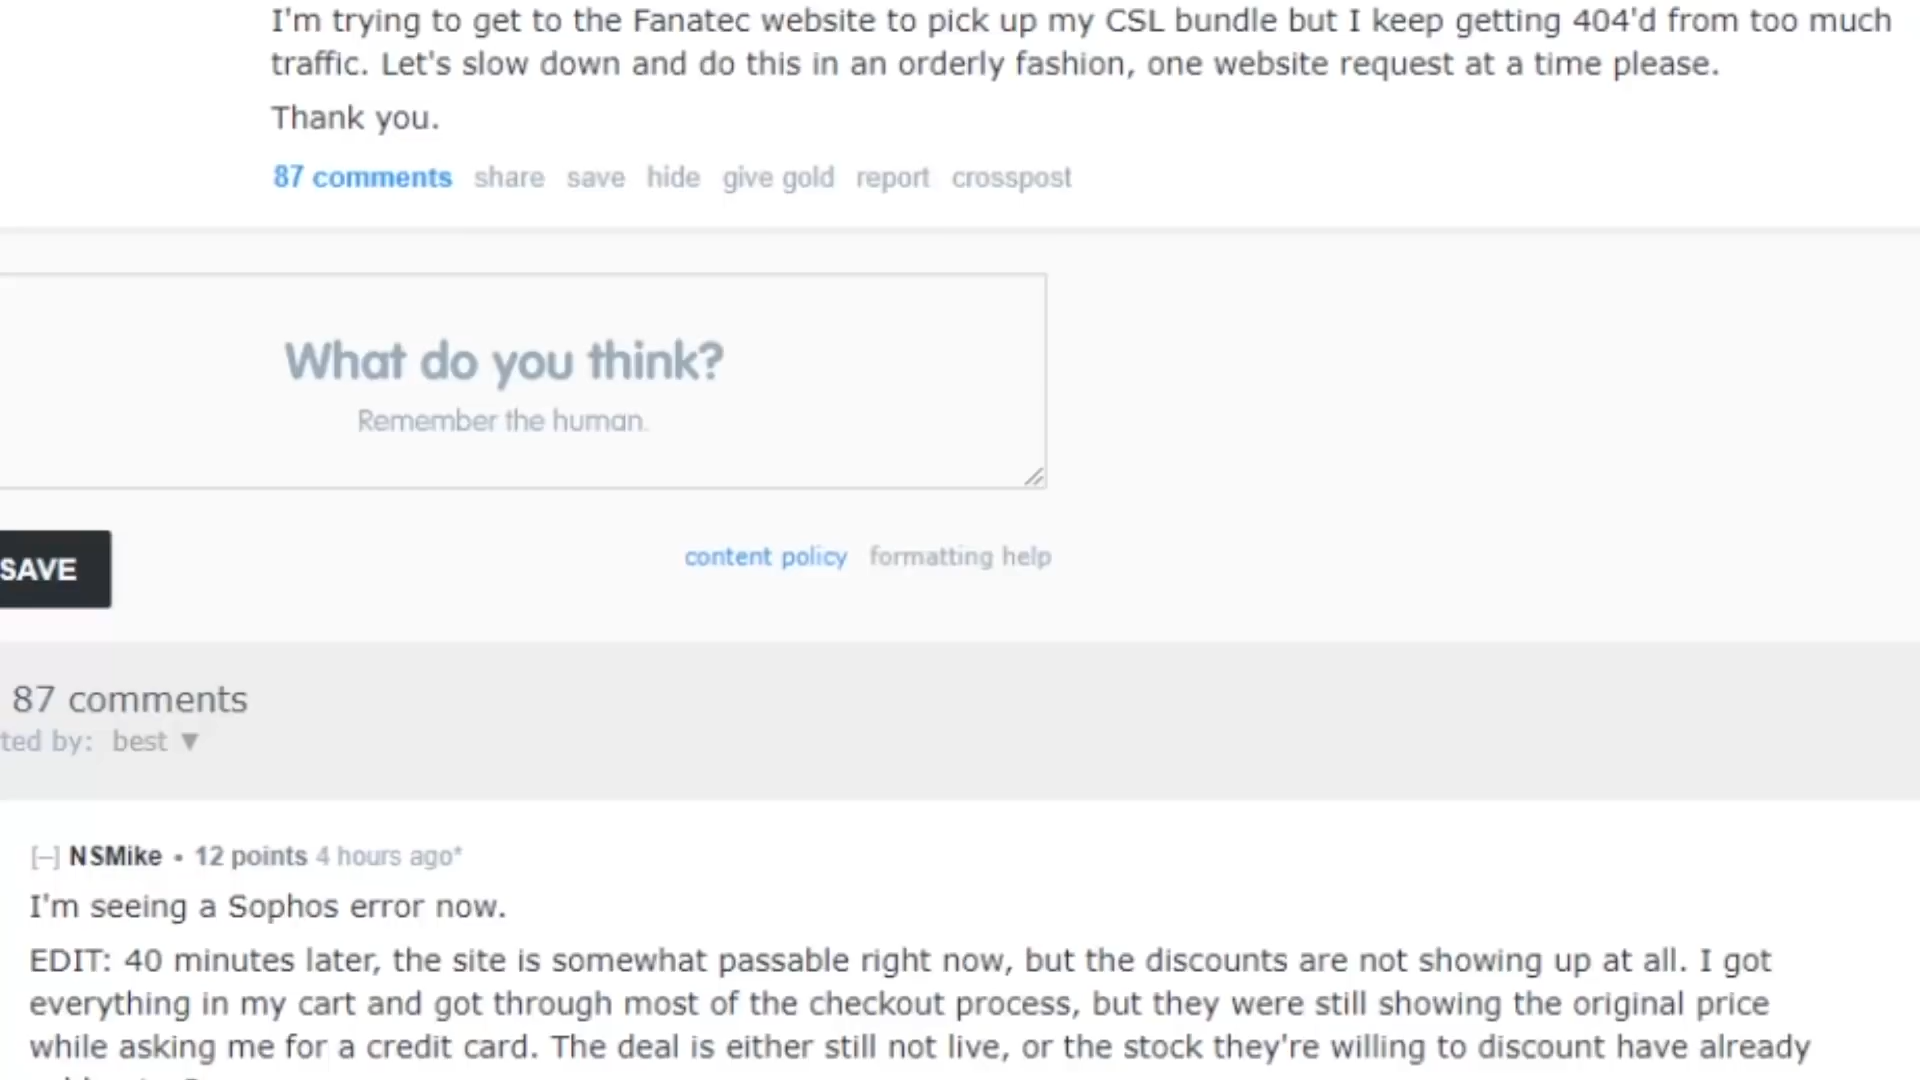 I'm trying to get to the Fanatec website to pick up my CSL bundle but I keep getting 404'd from too much
traffic. Let's slow down and do this in an orderly fashion, one website request at a time please.
Thank you.
87 comments share save hide give gold report crosspost
What do you think?
Remember the human.
SAVE
content policy formatting help
87 comments
ted by: best ▼
[–] NSMike • 12 points 4 hours ago*
I'm seeing a Sophos error now.
EDIT: 40 minutes later, the site is somewhat passable right now, but the discounts are not showing up at all. I got
everything in my cart and got through most of the checkout process, but they were still showing the original price
while asking me for a credit card. The deal is either still not live, or the stock they're willing to discount have already